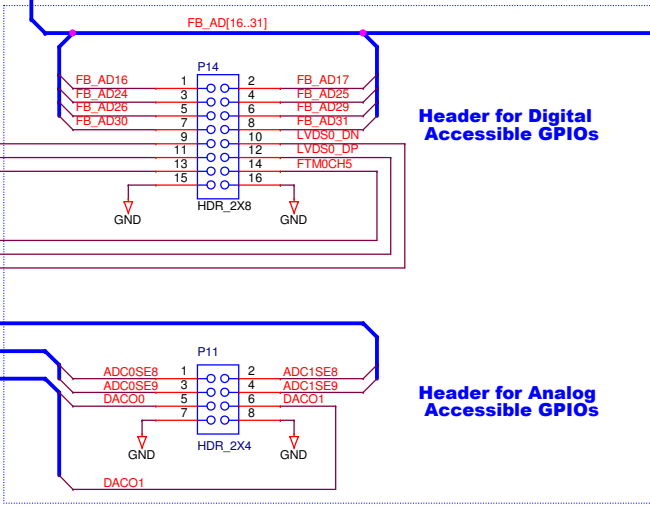 FB_AD[16..31]
P14
FB_AD16 1 2 FB_AD17
FB_AD24 3 4 FB_AD25
FB_AD26 5 6 FB_AD29
FB_AD30 7 8 FB_AD31
9 10 LVDS0_DN
11 12 LVDS0_DP
13 14 FTM0CH5
15 16
GND HDR_2X8 GND
Header for Digital
Accessible GPIOs
P11
ADC0SE8 1 2 ADC1SE8
ADC0SE9 3 4 ADC1SE9
DACO0 5 6 DACO1
7 8
GND HDR_2X4 GND
Header for Analog
Accessible GPIOs
DACO1